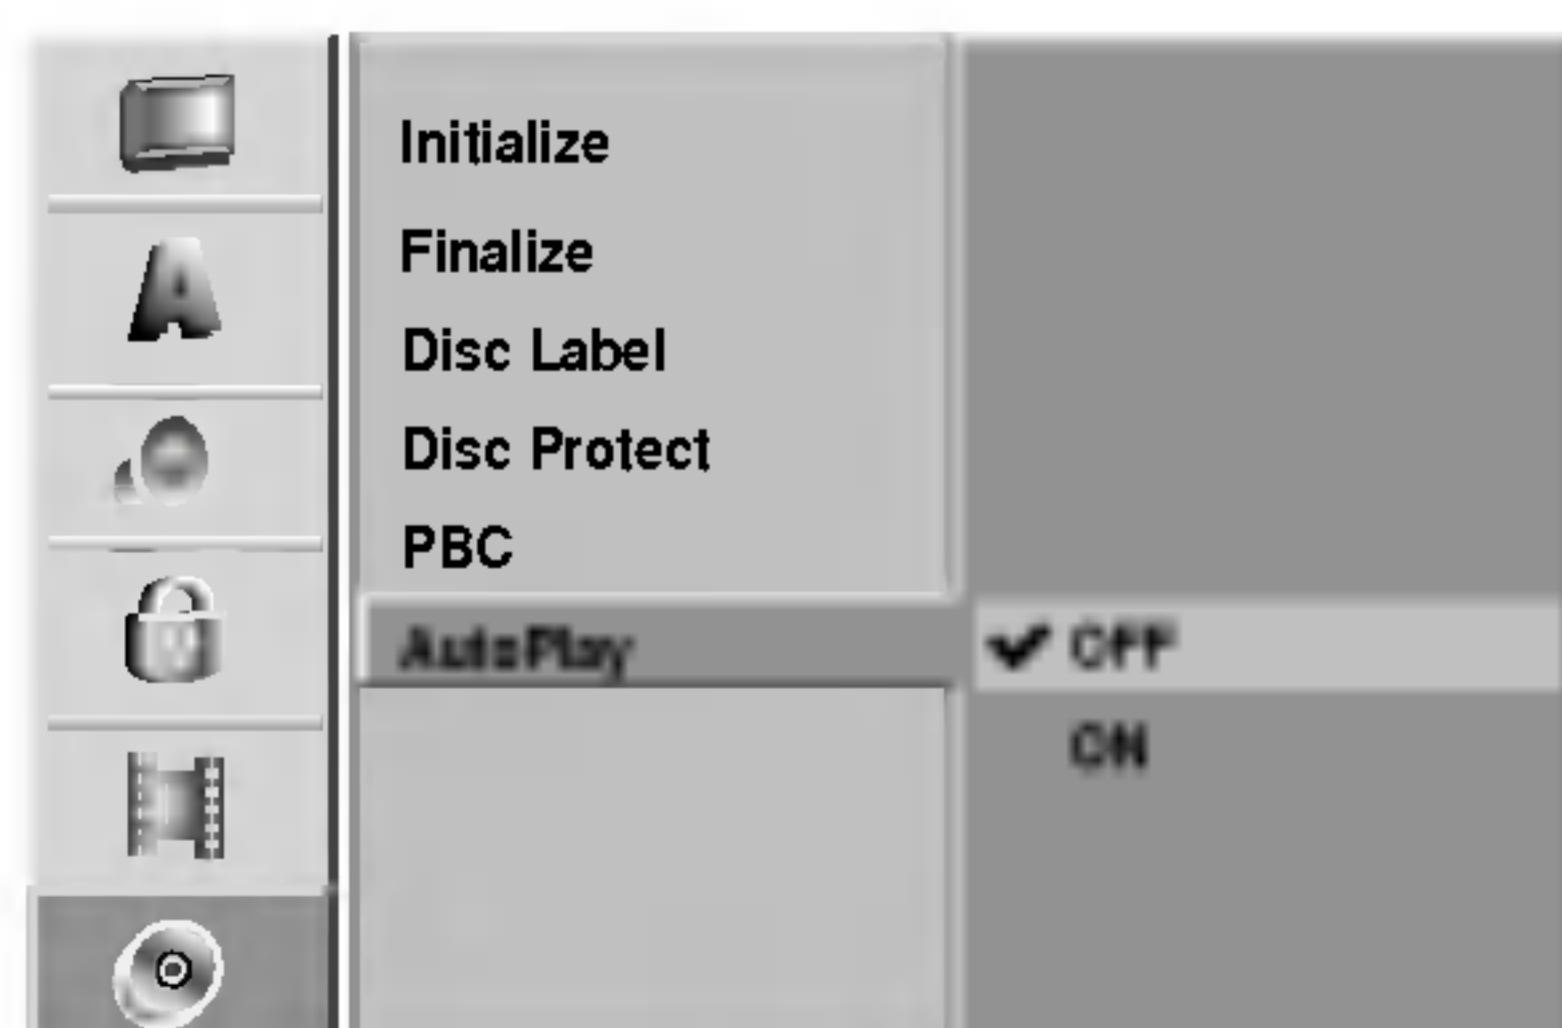 Initialize
Finalize
Disc Label
Disc Protect
PBC
AutoPlay
OFF
ON